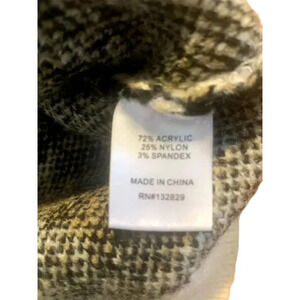 72% ACRYLIC
25% NYLON
3% SPANDEX
MADE IN CHINA
RN#132829